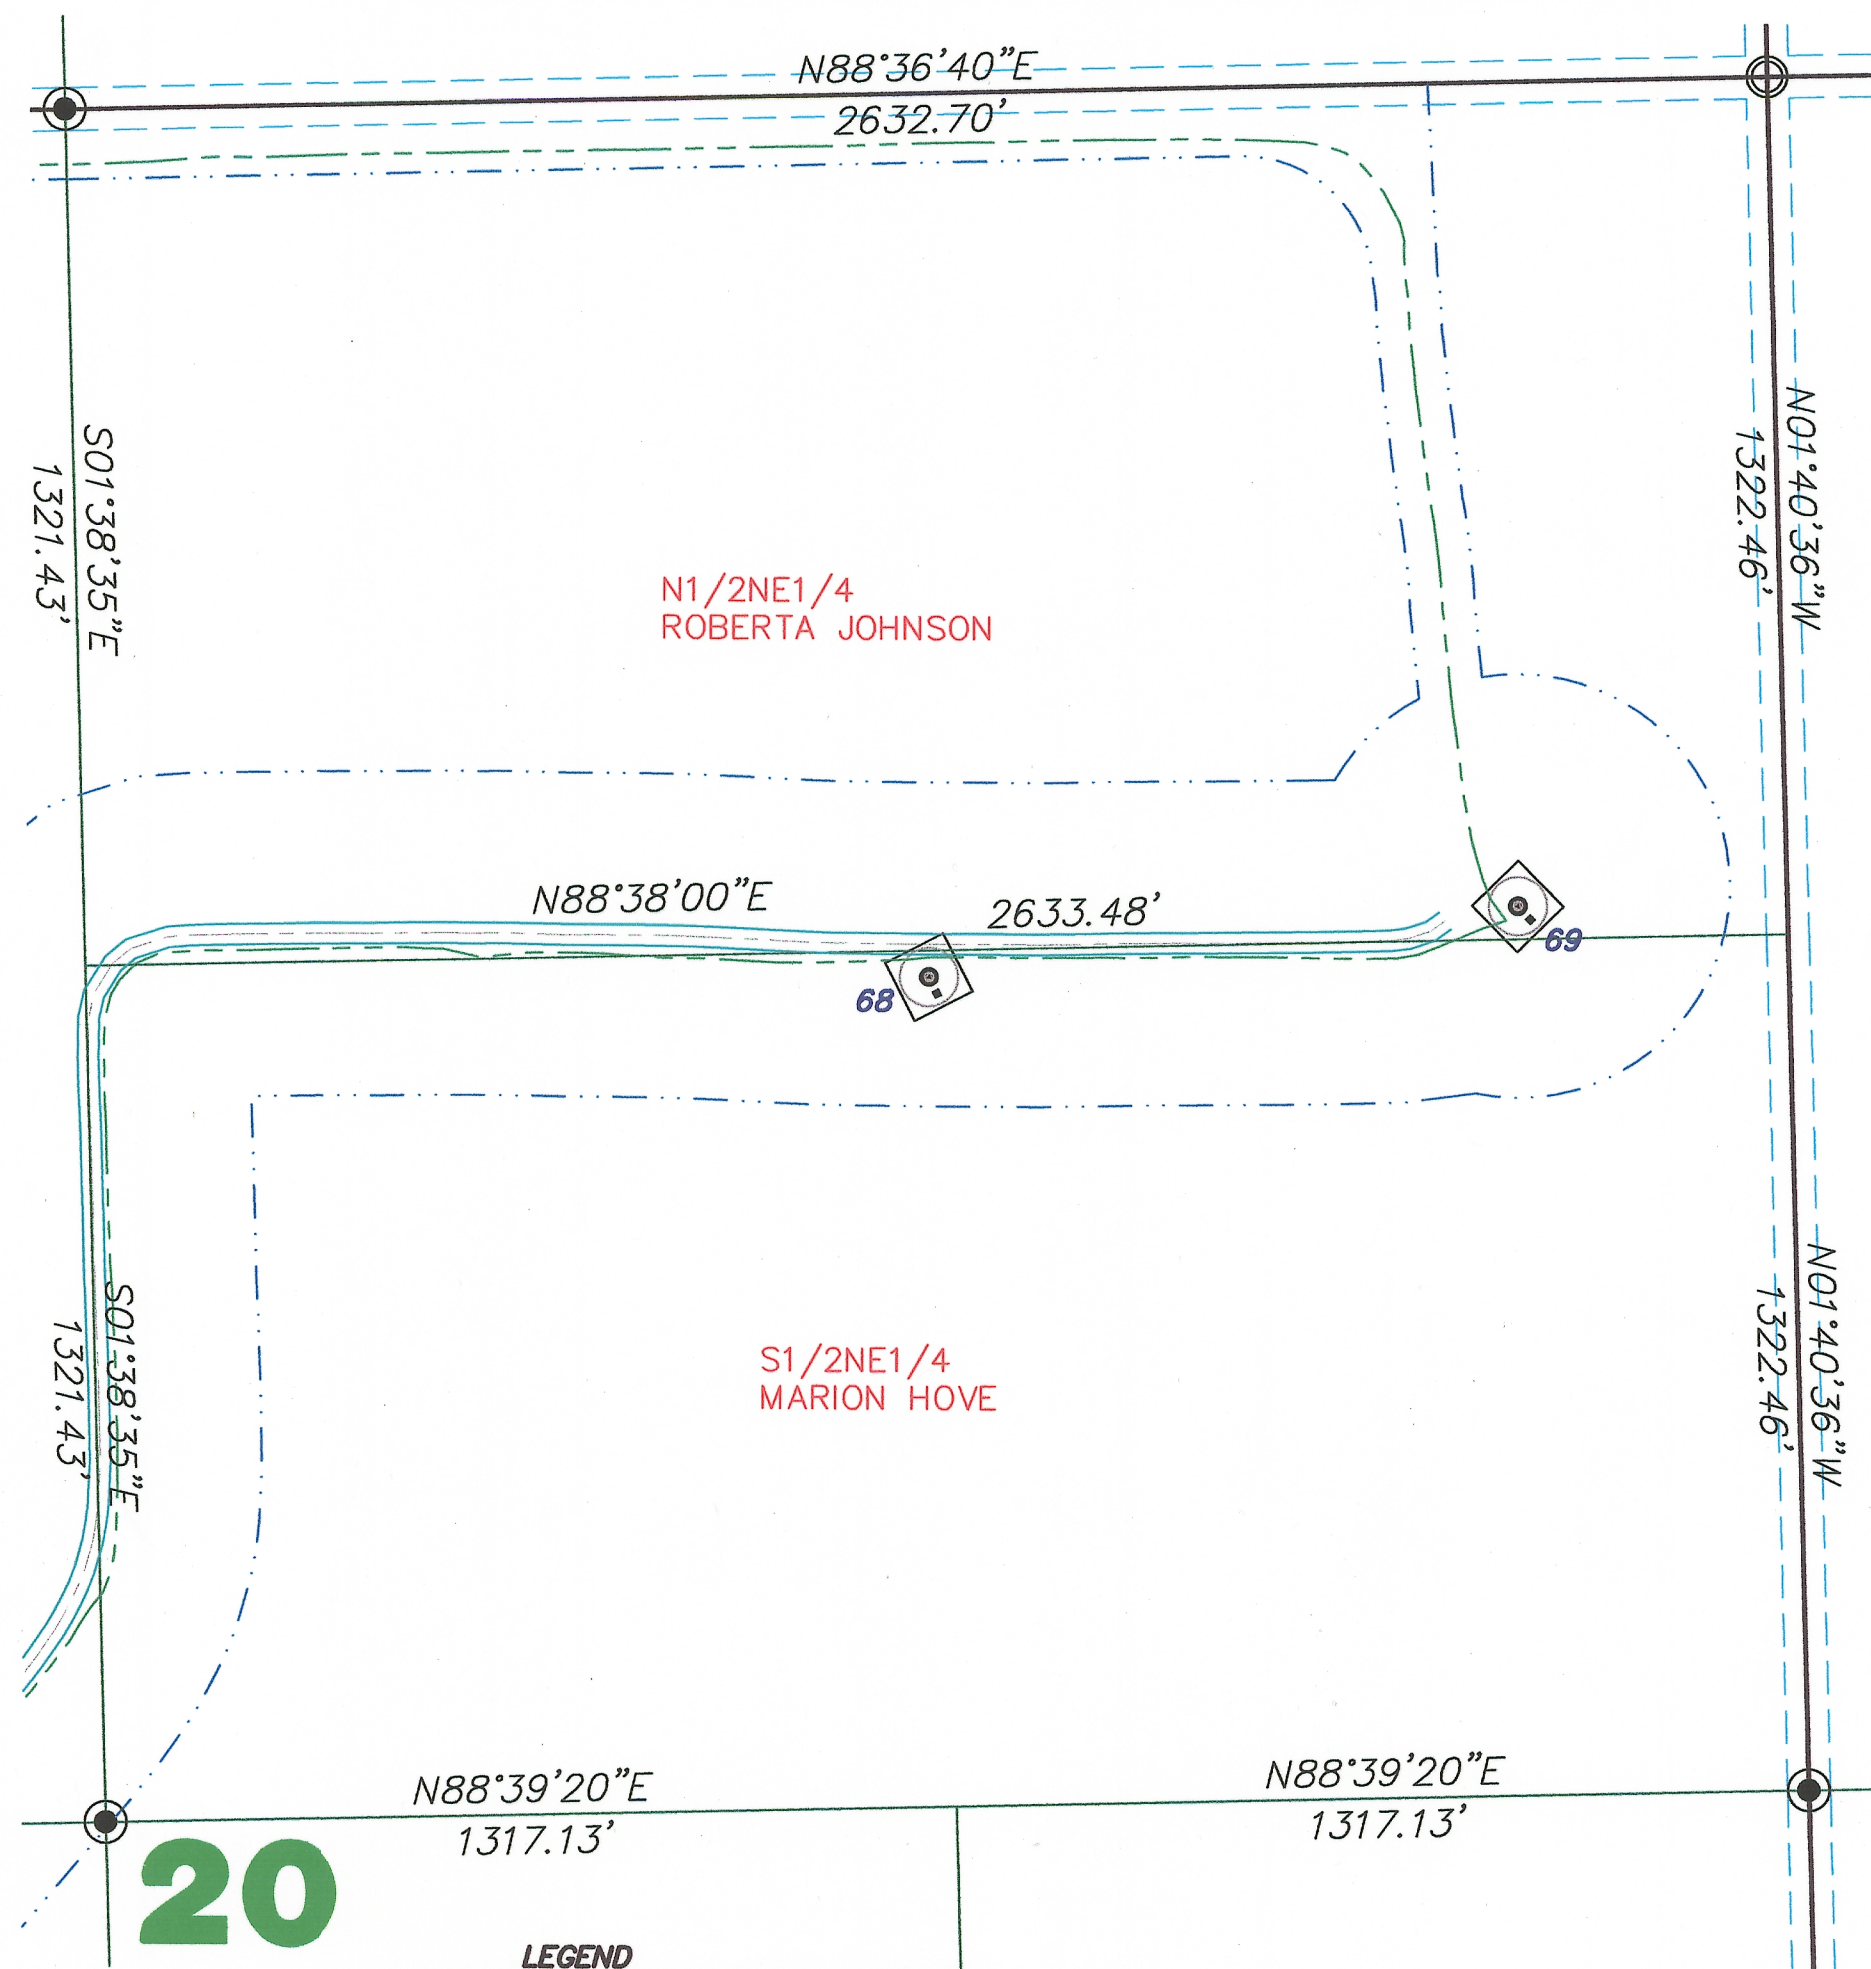 N88°36'40"E
2632.70'
S01°38'35"E
1321.43'
N01°40'36"W
1322.46'
N1/2NE1/4
ROBERTA JOHNSON
N88°38'00"E
2633.48'
69
68
S01°38'35"E
1321.43'
N01°40'36"W
1322.46'
S1/2NE1/4
MARION HOVE
N88°39'20"E
1317.13'
N88°39'20"E
1317.13'
20
LEGEND